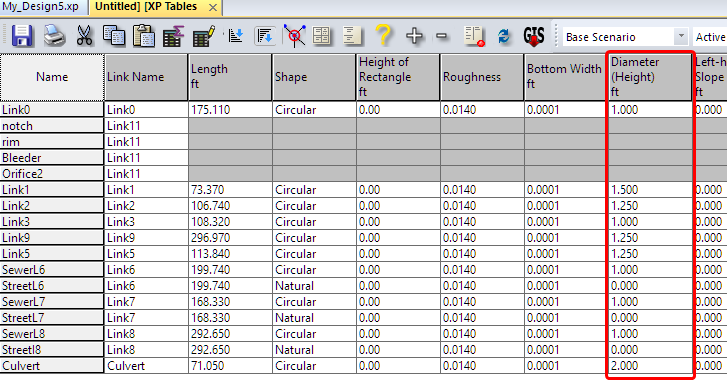 My_Design5.xp Untitled] [XP Tables
GIS Base Scenario Active
Name Link Name Length ft Shape Height of Rectangle ft Roughness Bottom Width ft Diameter (Height) ft Left-h Slope ft
Link0 Link0 175.110 Circular 0.00 0.0140 0.0001 1.000 0.000
notch Link11
rim Link11
Bleeder Link11
Orifice2 Link11
Link1 Link1 73.370 Circular 0.00 0.0140 0.0001 1.500 0.000
Link2 Link2 106.740 Circular 0.00 0.0140 0.0001 1.250 0.000
Link3 Link3 108.320 Circular 0.00 0.0140 0.0001 1.000 0.000
Link9 Link9 296.970 Circular 0.00 0.0140 0.0001 1.250 0.000
Link5 Link5 113.840 Circular 0.00 0.0140 0.0001 1.250 0.000
SewerL6 Link6 199.740 Circular 0.00 0.0140 0.0001 1.000 0.000
StreetL6 Link6 199.740 Natural 0.00 0.0140 0.0001 0.000 0.000
SewerL7 Link7 168.330 Circular 0.00 0.0140 0.0001 1.000 0.000
StreetL7 Link7 168.330 Natural 0.00 0.0140 0.0001 0.000 0.000
SewerL8 Link8 292.650 Circular 0.00 0.0140 0.0001 1.000 0.000
Streetl8 Link8 292.650 Natural 0.00 0.0140 0.0001 0.000 0.000
Culvert Culvert 71.050 Circular 0.00 0.0140 0.0001 2.000 0.000